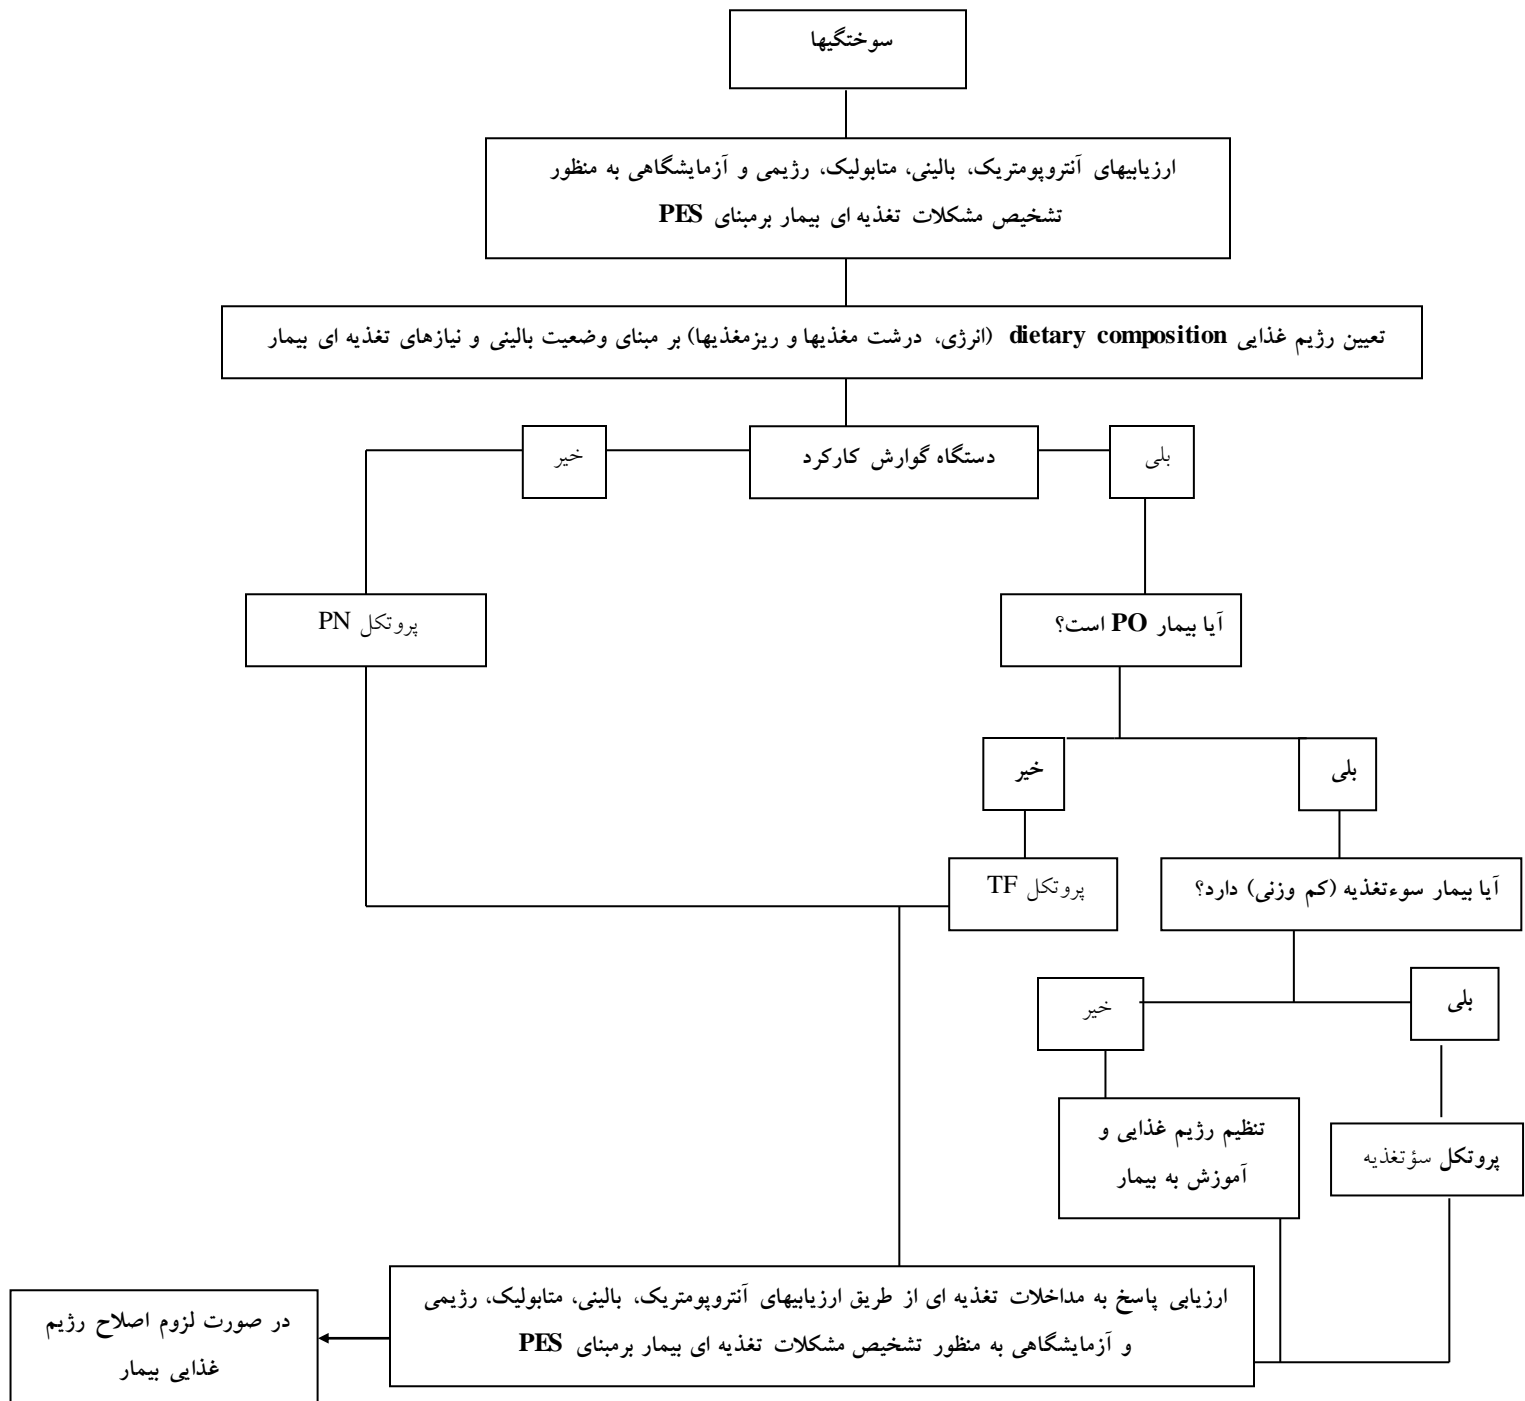 سوختگیها
ارزیابیهای آنتروپومتریک، بالینی، متابولیک، رژیمی و آزمایشگاهی به منظور
تشخیص مشکلات تغذیه ای بیمار برمبنای PES
تعیین رژیم غذایی dietary composition (انرژی، درشت مغذیها و ریزمغذیها) بر مبنای وضعیت بالینی و نیازهای تغذیه ای بیمار
بلی
دستگاه گوارش کارکرد
خیر
آیا بیمار PO است؟
پروتکل PN
بلی
خیر
آیا بیمار سوءتغذیه (کم وزنی) دارد؟
پروتکل TF
بلی
خیر
پروتکل سؤتغذیه
تنظیم رژیم غذایی و
آموزش به بیمار
ارزیابی پاسخ به مداخلات تغذیه ای از طریق ارزیابیهای آنتروپومتریک، بالینی، متابولیک، رژیمی
و آزمایشگاهی به منظور تشخیص مشکلات تغذیه ای بیمار برمبنای PES
در صورت لزوم اصلاح رژیم
غذایی بیمار